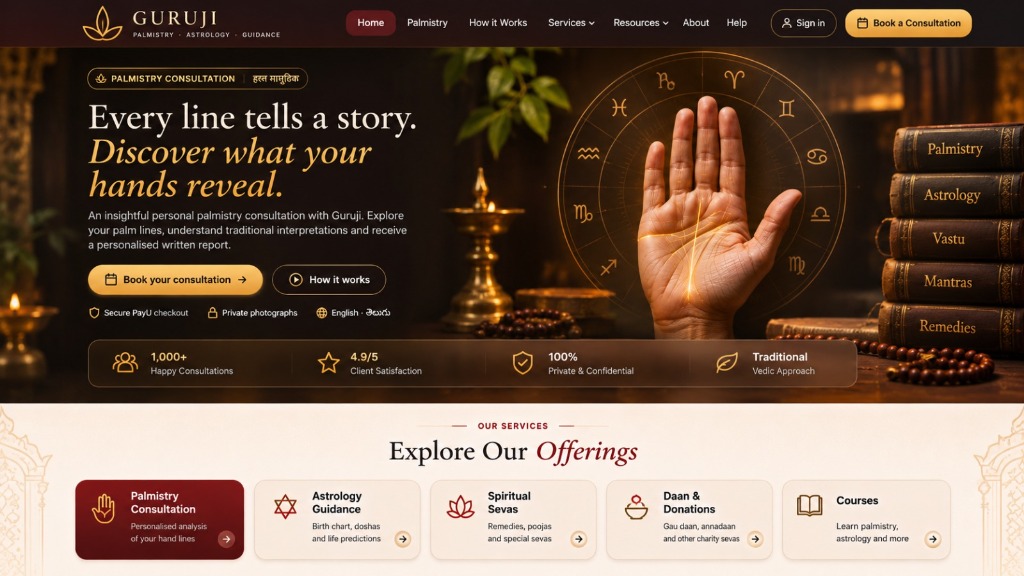 GURUJI
PALMISTRY · ASTROLOGY · GUIDANCE
Home
Palmistry
How it Works
Services
Resources
About
Help
Sign in
Book a Consultation
PALMISTRY CONSULTATION
हस्त
Every line tells a story.
Discover what your
hands reveal.
An insightful personal palmistry consultation with Guruji. Explore
your palm lines, understand traditional interpretations and receive
a personalised written report.
Book your consultation →
How it works
Secure PayU checkout
Private photographs
English · తెలుగు
Palmistry
Astrology
Vastu
Mantras
Remedies
1,000+
Happy Consultations
4.9/5
Client Satisfaction
100%
Private & Confidential
Traditional
Vedic Approach
OUR SERVICES
Explore Our Offerings
Palmistry
Consultation
Personalised analysis
of your hand lines
Astrology
Guidance
Birth chart, doshas
and life predictions
Spiritual
Sevas
Remedies, poojas
and special sevas
Daan &
Donations
Gau daan, annadaan
and other charity sevas
Courses
Learn palmistry,
astrology and more